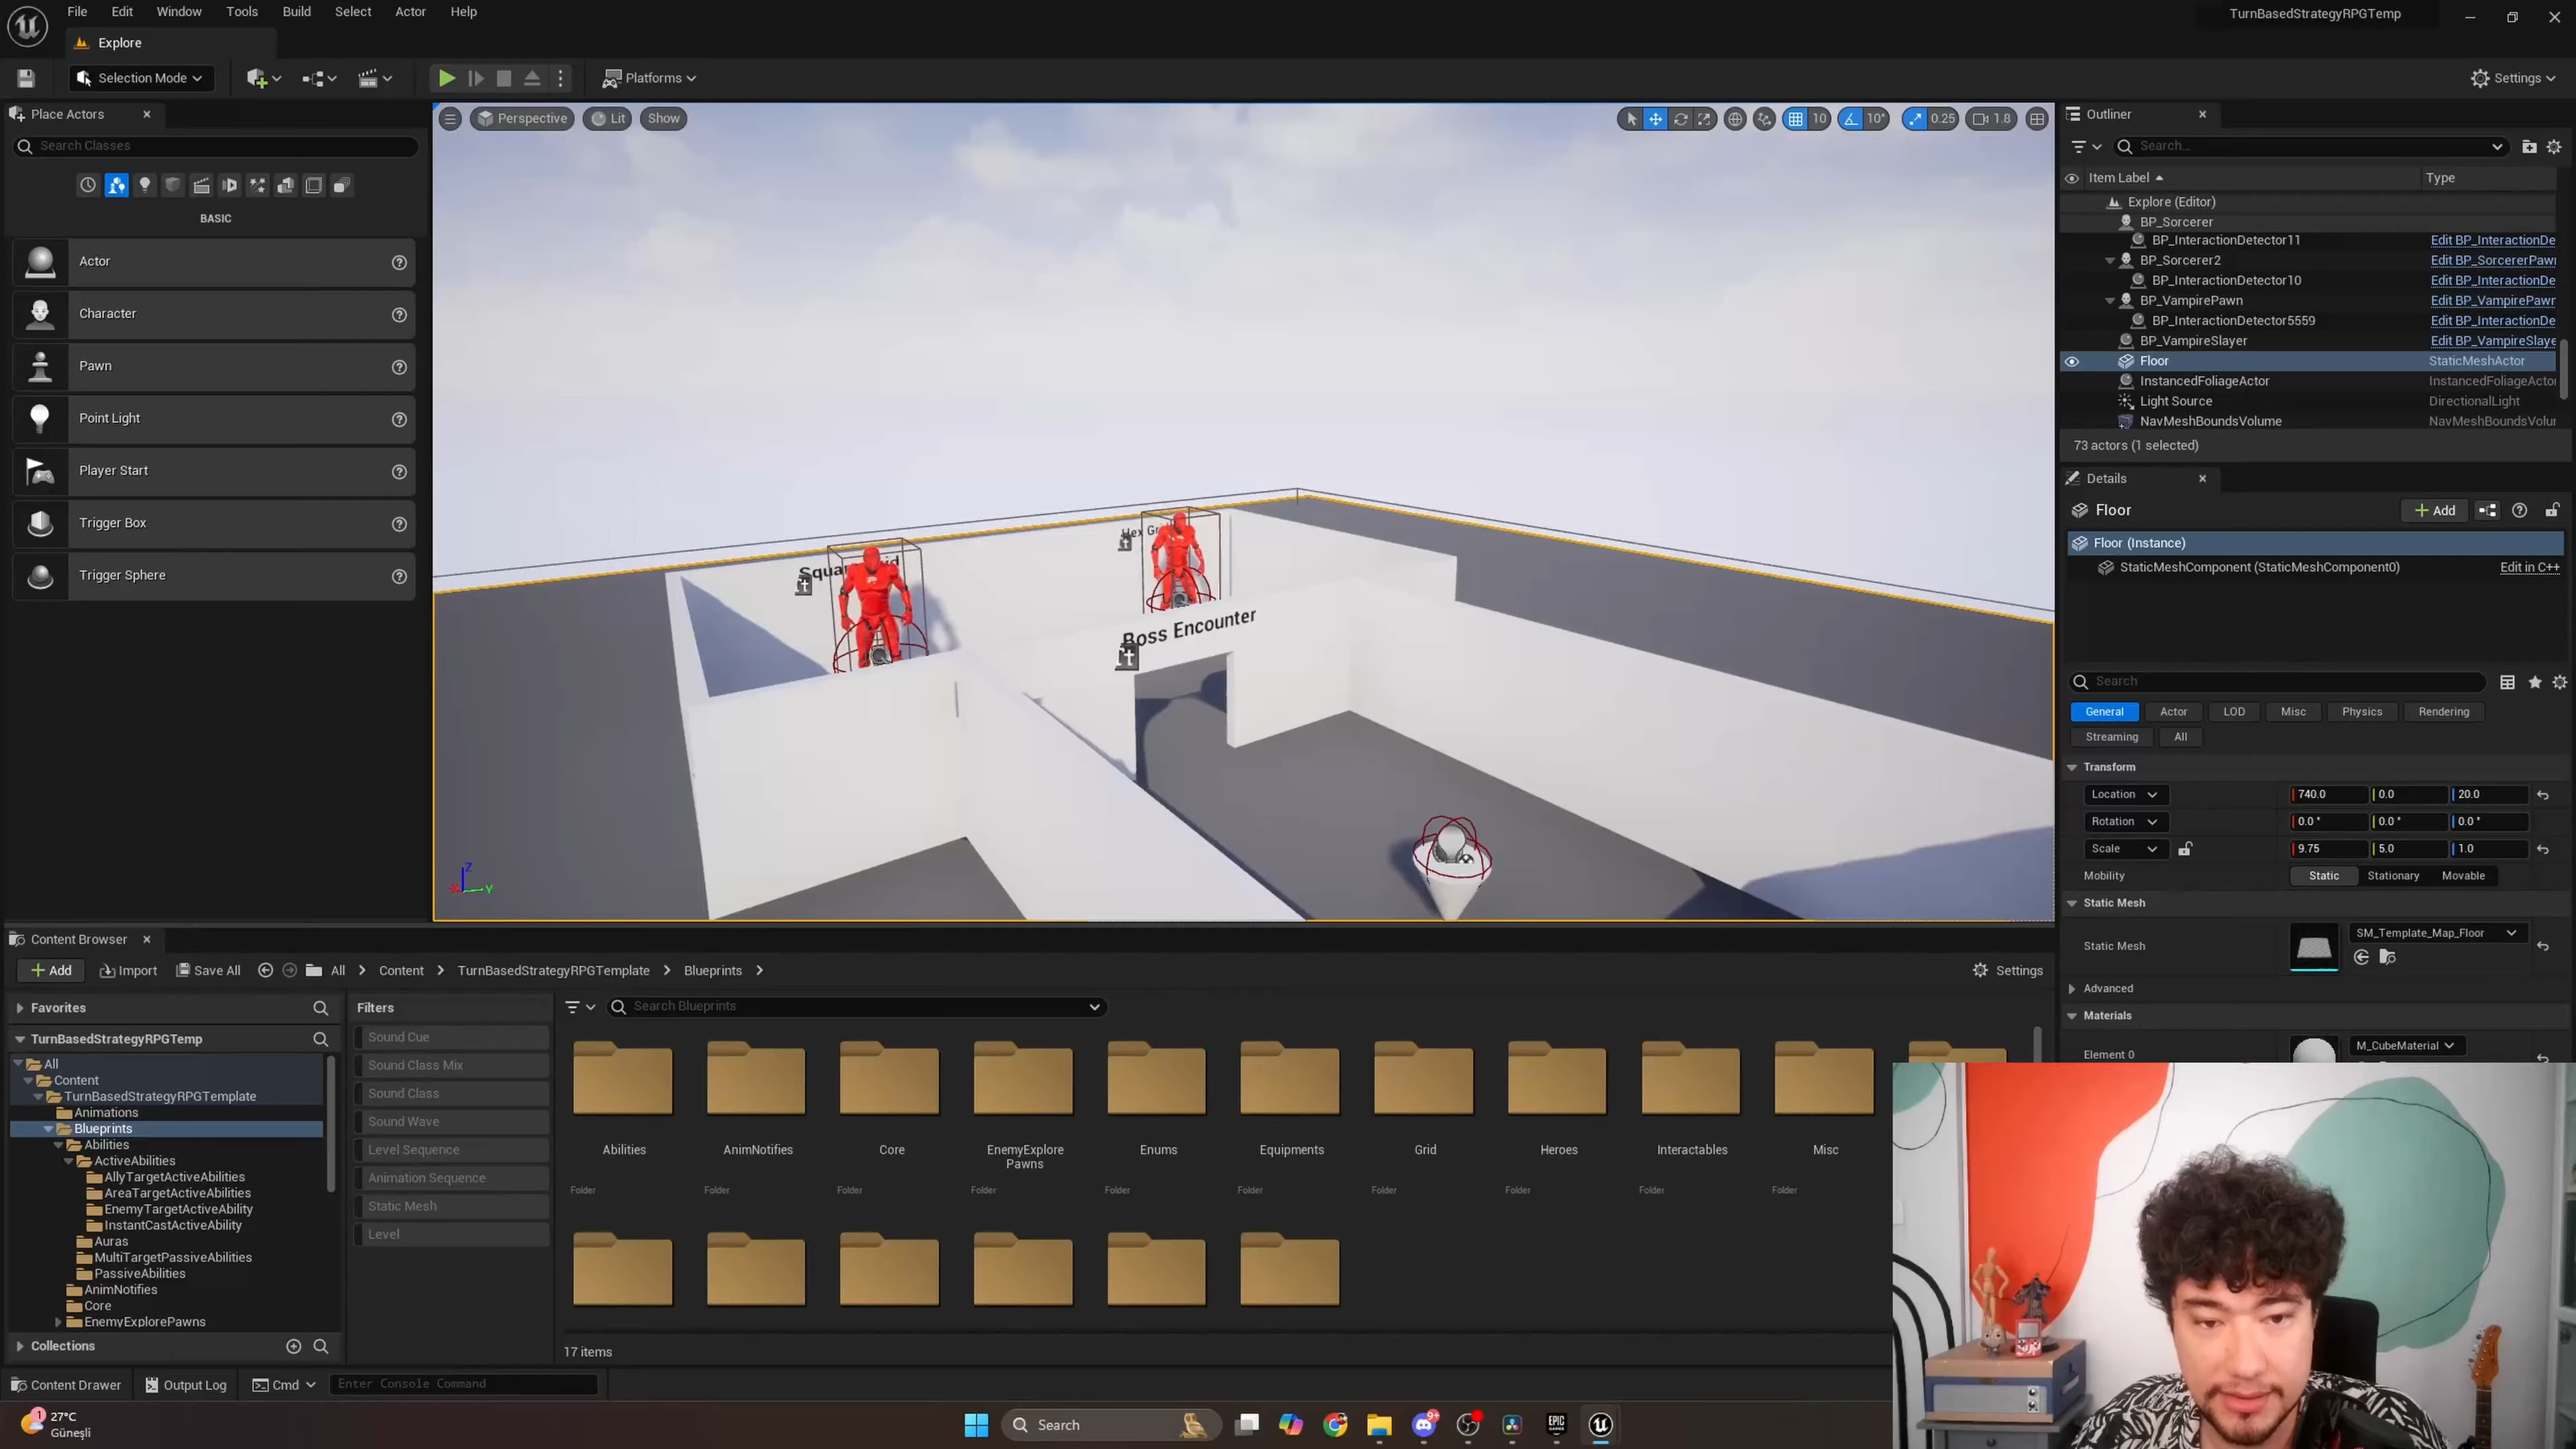 File Edit Window Tools Build Select Actor Help
TurnBasedStrategyRPGTemp
Explore
Selection Mode
Platforms
Settings
Place Actors
Search Classes
BASIC
Actor
Character
Pawn
Point Light
Player Start
Trigger Box
Trigger Sphere
Perspective Lit Show
10 10° 0.25 1.8
Boss Encounter
Z
Y
Outliner
Search...
Item Label Type
Explore (Editor)
BP_Sorcerer
BP_InteractionDetector11 Edit BP_InteractionDe
BP_Sorcerer2 Edit BP_SorcererPawn
BP_InteractionDetector10 Edit BP_InteractionDe
BP_VampirePawn Edit BP_VampirePawn
BP_InteractionDetector5559 Edit BP_InteractionDe
BP_VampireSlayer Edit BP_VampireSlaye
Floor StaticMeshActor
InstancedFoliageActor InstancedFoliageActor
Light Source DirectionalLight
NavMeshBoundsVolume NavMeshBoundsVolur
73 actors (1 selected)
Details
Floor
Add
Floor (Instance)
StaticMeshComponent (StaticMeshComponent0) Edit in C++
Search
General Actor LOD Misc Physics Rendering
Streaming All
Transform
Location 740.0 0.0 20.0
Rotation 0.0 ° 0.0 ° 0.0 °
Scale 9.75 5.0 1.0
Mobility Static Stationary Movable
Static Mesh
Static Mesh SM_Template_Map_Floor
Advanced
Materials
Element 0 M_CubeMaterial
Content Browser
Add Import Save All All Content TurnBasedStrategyRPGTemplate Blueprints
Settings
Favorites
TurnBasedStrategyRPGTemp
All
Content
TurnBasedStrategyRPGTemplate
Animations
Blueprints
Abilities
ActiveAbilities
AllyTargetActiveAbilities
AreaTargetActiveAbilities
EnemyTargetActiveAbility
InstantCastActiveAbility
Auras
MultiTargetPassiveAbilities
PassiveAbilities
AnimNotifies
Core
EnemyExplorePawns
Collections
Filters
Sound Cue
Sound Class Mix
Sound Class
Sound Wave
Level Sequence
Animation Sequence
Static Mesh
Level
Search Blueprints
Abilities AnimNotifies Core EnemyExplore Enums Equipments Grid Heroes Interactables Misc
Pawns
Folder Folder Folder Folder Folder Folder Folder Folder Folder Folder
17 items
Content Drawer Output Log Cmd Enter Console Command
1
27°C
Güneşli
Search
9+
EPIC
GAMES